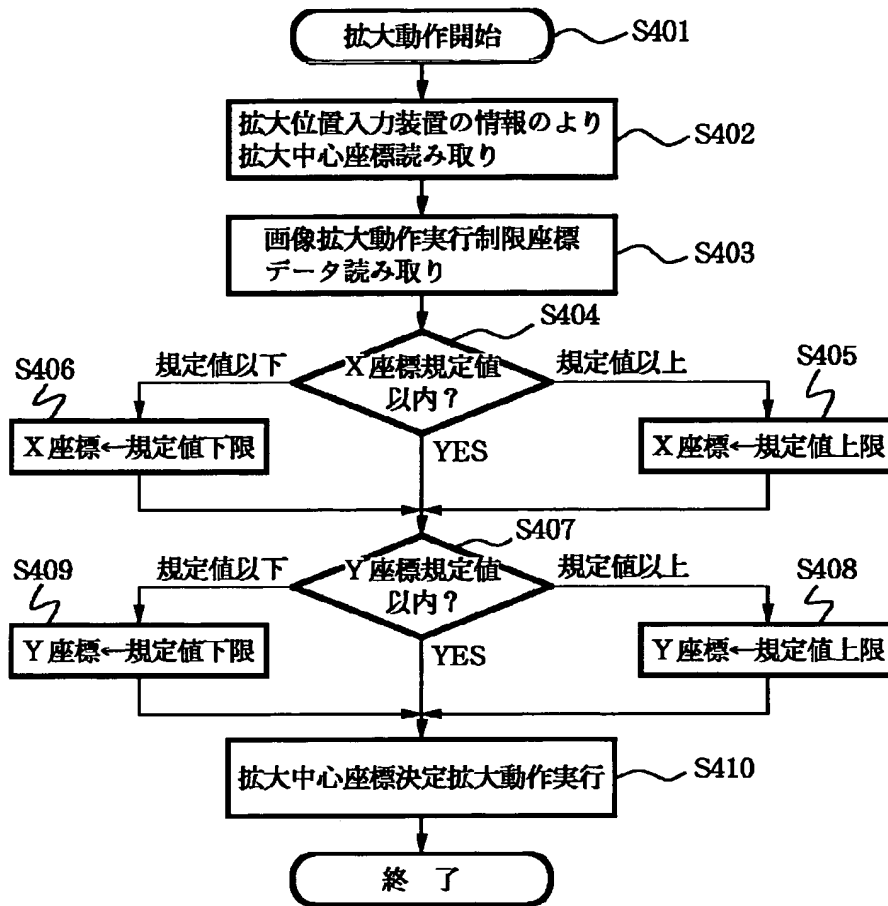 拡大動作開始
S401
拡大位置入力装置の情報のより
拡大中心座標読み取り
S402
画像拡大動作実行制限座標
データ読み取り
S403
S404
X座標規定値
以内?
規定値以下
規定値以上
S406
S405
X座標←規定値下限
YES
X座標←規定値上限
S407
Y座標規定値
以内?
規定値以下
規定値以上
S409
S408
Y座標←規定値下限
YES
Y座標←規定値上限
拡大中心座標決定拡大動作実行
S410
終 了